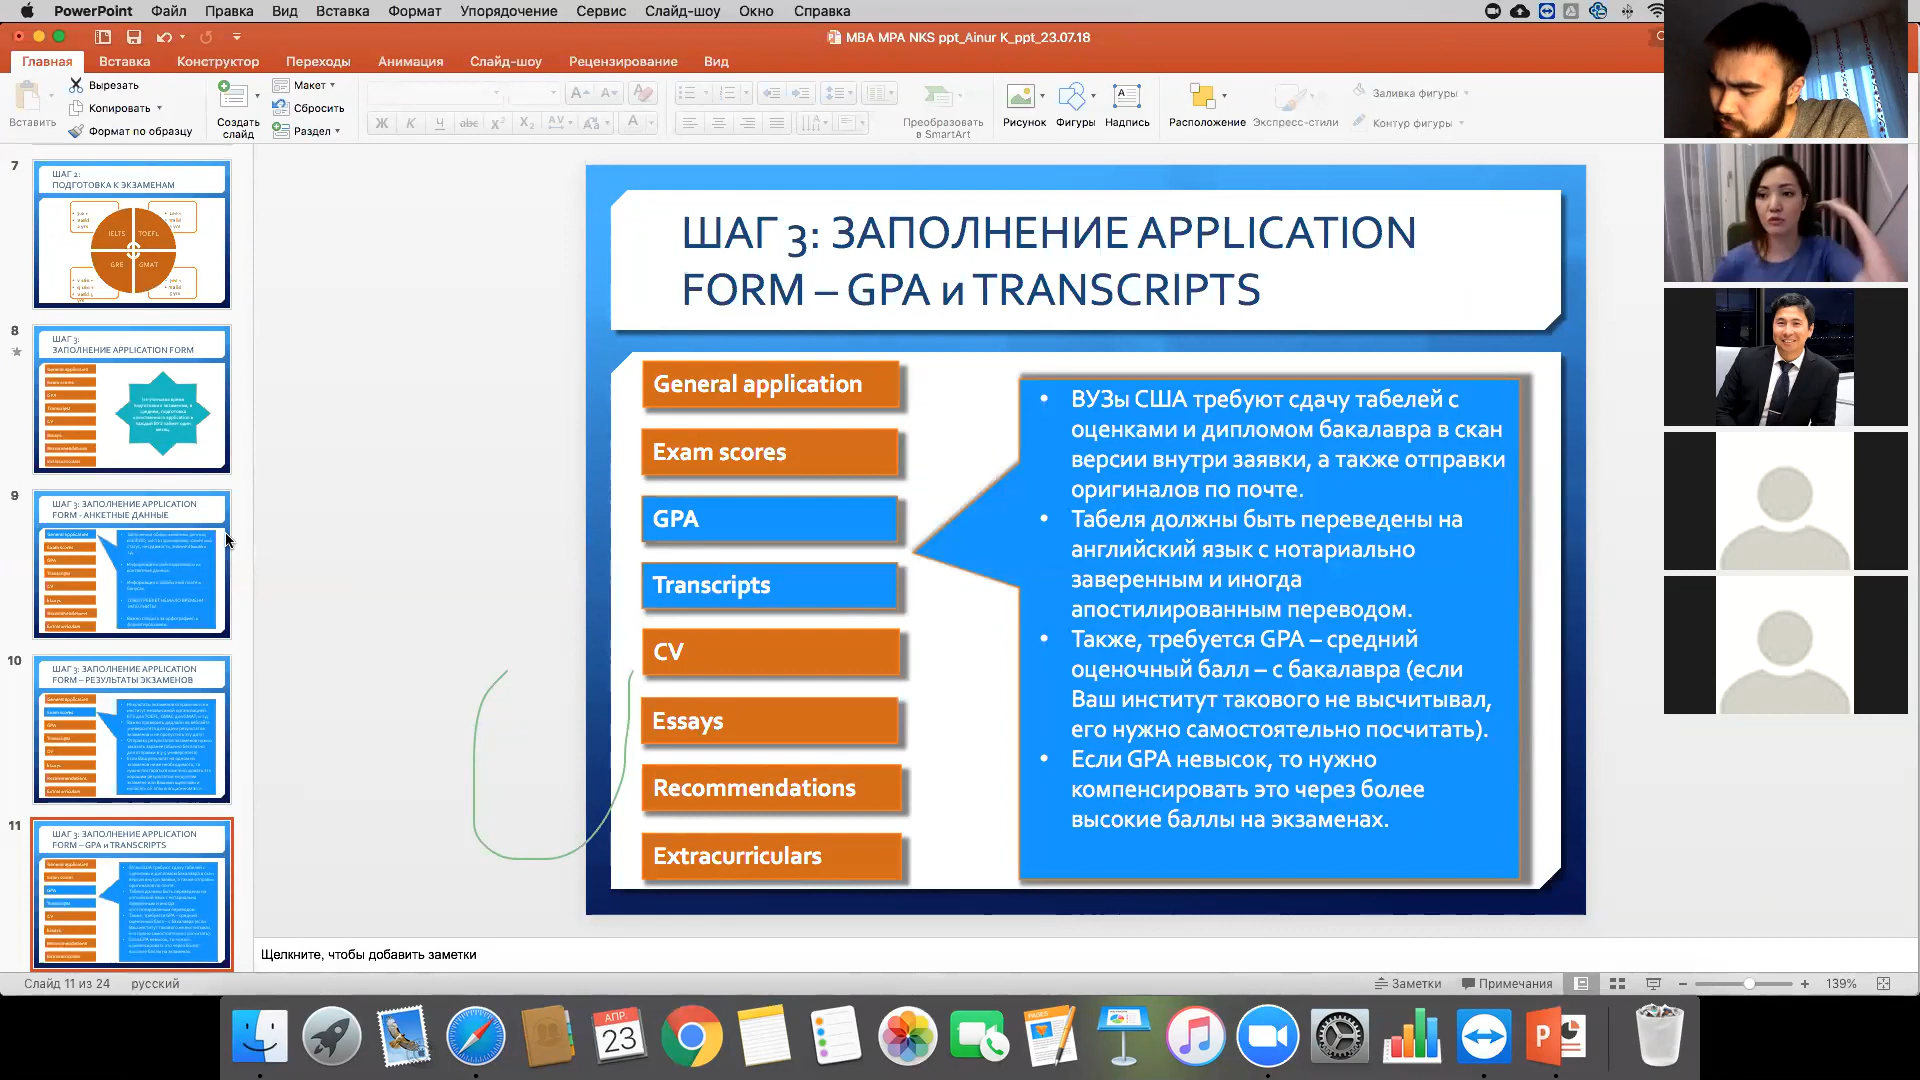 PowerPoint Файл Правка Вид Вставка Формат Упорядочение Сервис Слайд-шоу Окно Справка
MBA MPA NKS ppt_Ainur K_ppt_23.07.18
Главная Вставка Конструктор Переходы Анимация Слайд-шоу Рецензирование Вид
Вставить
Вырезать
Копировать
Формат по образцу
Создать
слайд
Макет
Сбросить
Раздел
Преобразовать
в SmartArt
Рисунок
Фигуры
Надпись
Расположение
Экспресс-стили
Заливка фигуры
Контур фигуры
7
ШАГ 2:
ПОДГОТОВКА К ЭКЗАМЕНАМ
IELTS TOEFL
GRE GMAT
8
ШАГ 3:
ЗАПОЛНЕНИЕ APPLICATION FORM
9
ШАГ 3: ЗАПОЛНЕНИЕ APPLICATION
FORM - АНКЕТНЫЕ ДАННЫЕ
10
ШАГ 3: ЗАПОЛНЕНИЕ APPLICATION
FORM – РЕЗУЛЬТАТЫ ЭКЗАМЕНОВ
11
ШАГ 3: ЗАПОЛНЕНИЕ APPLICATION
FORM – GPA и TRANSCRIPTS
ШАГ 3: ЗАПОЛНЕНИЕ APPLICATION
FORM – GPA и TRANSCRIPTS
General application
Exam scores
GPA
Transcripts
CV
Essays
Recommendations
Extracurriculars
• ВУЗы США требуют сдачу табелей с
оценками и дипломом бакалавра в скан
версии внутри заявки, а также отправки
оригиналов по почте.
• Табеля должны быть переведены на
английский язык с нотариально
заверенным и иногда
апостилированным переводом.
• Также, требуется GPA – средний
оценочный балл – с бакалавра (если
Ваш институт такового не высчитывал,
его нужно самостоятельно посчитать).
• Если GPA невысок, то нужно
компенсировать это через более
высокие баллы на экзаменах.
Щелкните, чтобы добавить заметки
Слайд 11 из 24 русский
Заметки Примечания 139%
АПР.
23
PAGES